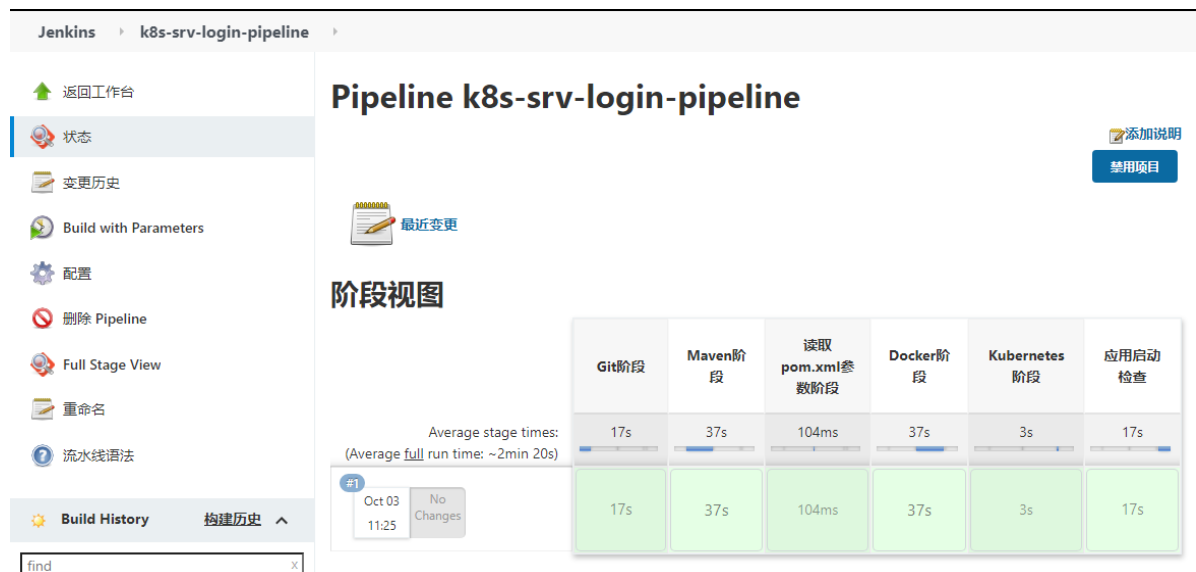 Jenkins k8s-srv-login-pipeline
返回工作台
状态
变更历史
Build with Parameters
配置
删除 Pipeline
Full Stage View
重命名
流水线语法
Build History 构建历史
find x
Pipeline k8s-srv-login-pipeline
添加说明
禁用项目
最近变更
阶段视图
Git阶段
Maven阶
段
读取
pom.xml参
数阶段
Docker阶
段
Kubernetes
阶段
应用启动
检查
Average stage times:
(Average full run time: ~2min 20s)
17s 37s 104ms 37s 3s 17s
#1
Oct 03
11:25
No
Changes
17s 37s 104ms 37s 3s 17s